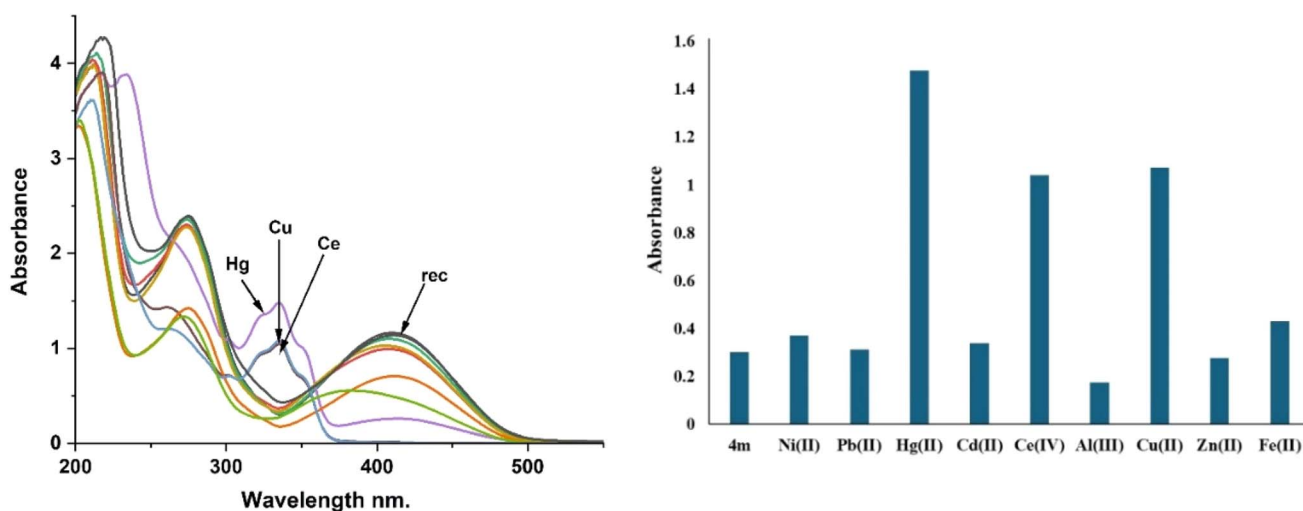 Absorbance
4
3
2
1
0
200
300
400
500
Wavelength nm.
Hg
Cu
Ce
rec
Absorbance
1.6
1.4
1.2
1
0.8
0.6
0.4
0.2
0
4m Ni(II) Pb(II) Hg(II) Cd(II) Ce(IV) Al(III) Cu(II) Zn(II) Fe(II)